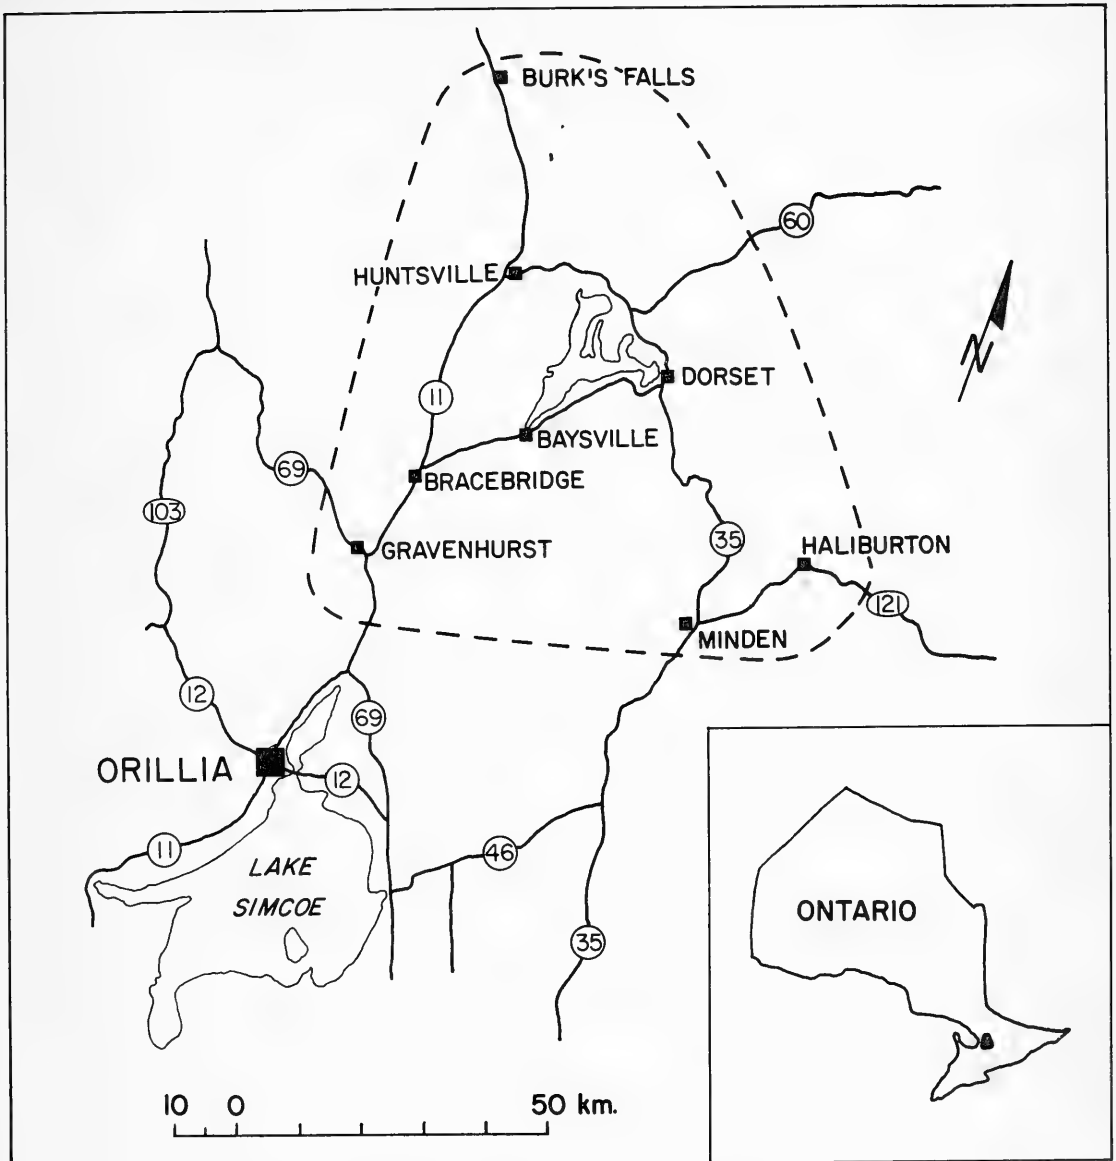 BURK'S FALLS
60
HUNTSVILLE
N
DORSET
11
BAYSVILLE
BRACEBRIDGE
69
103
35
GRAVENHURST
HALIBURTON
121
MINDEN
12
69
ORILLIA
12
11
46
LAKE
SIMCOE
ONTARIO
35
10 0 50 km.